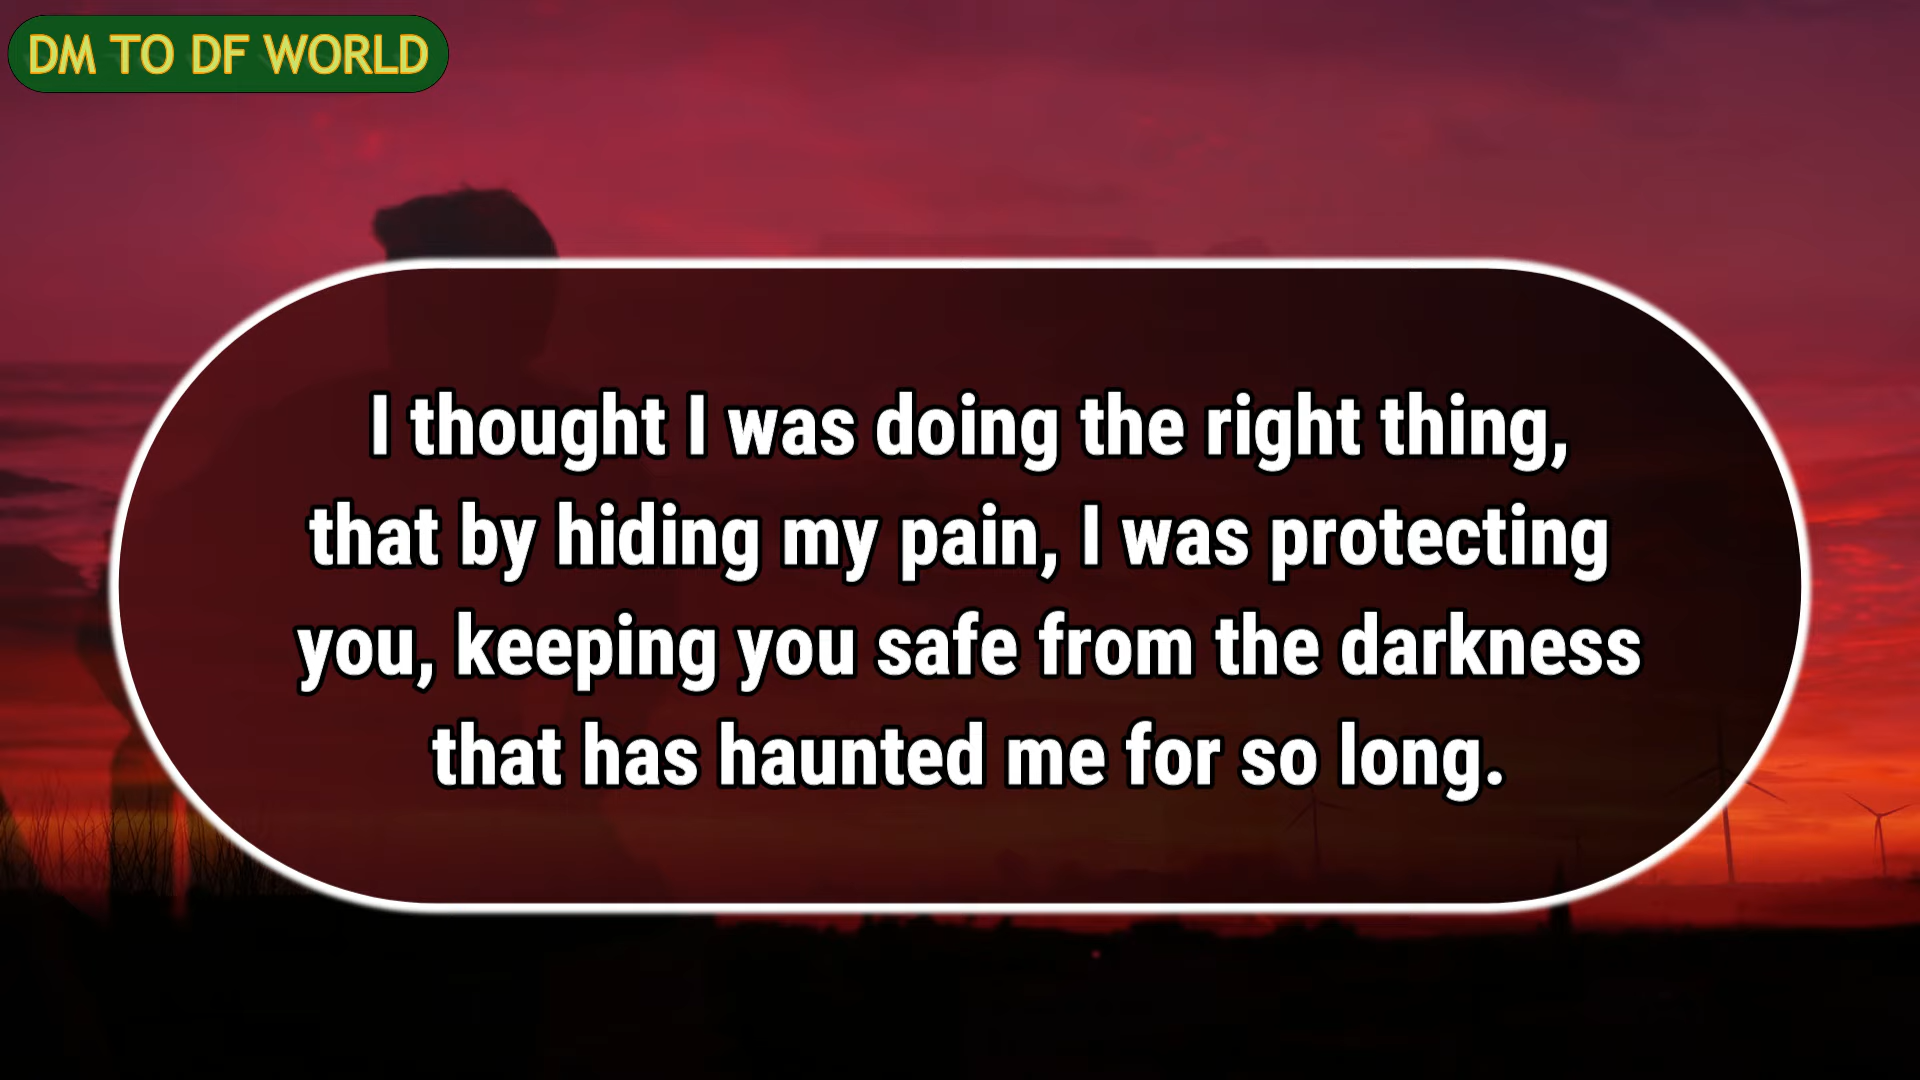 DM TO DF WORLD
I thought I was doing the right thing,
that by hiding my pain, I was protecting
you, keeping you safe from the darkness
that has haunted me for so long.